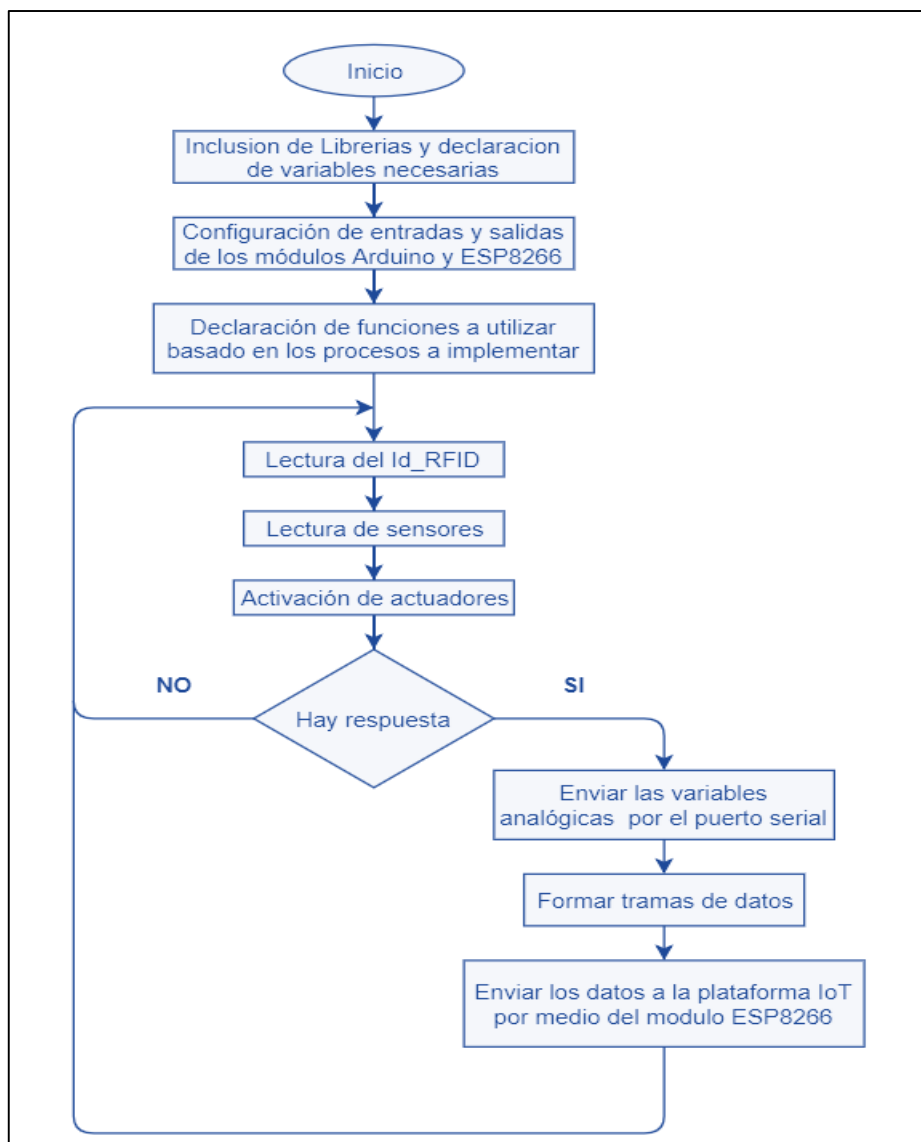 Inicio
Inclusion de Librerias y declaracion
de variables necesarias
Configuración de entradas y salidas
de los módulos Arduino y ESP8266
Declaración de funciones a utilizar
basado en los procesos a implementar
Lectura del Id_RFID
Lectura de sensores
Activación de actuadores
NO
SI
Hay respuesta
Enviar las variables
analógicas por el puerto serial
Formar tramas de datos
Enviar los datos a la plataforma IoT
por medio del modulo ESP8266